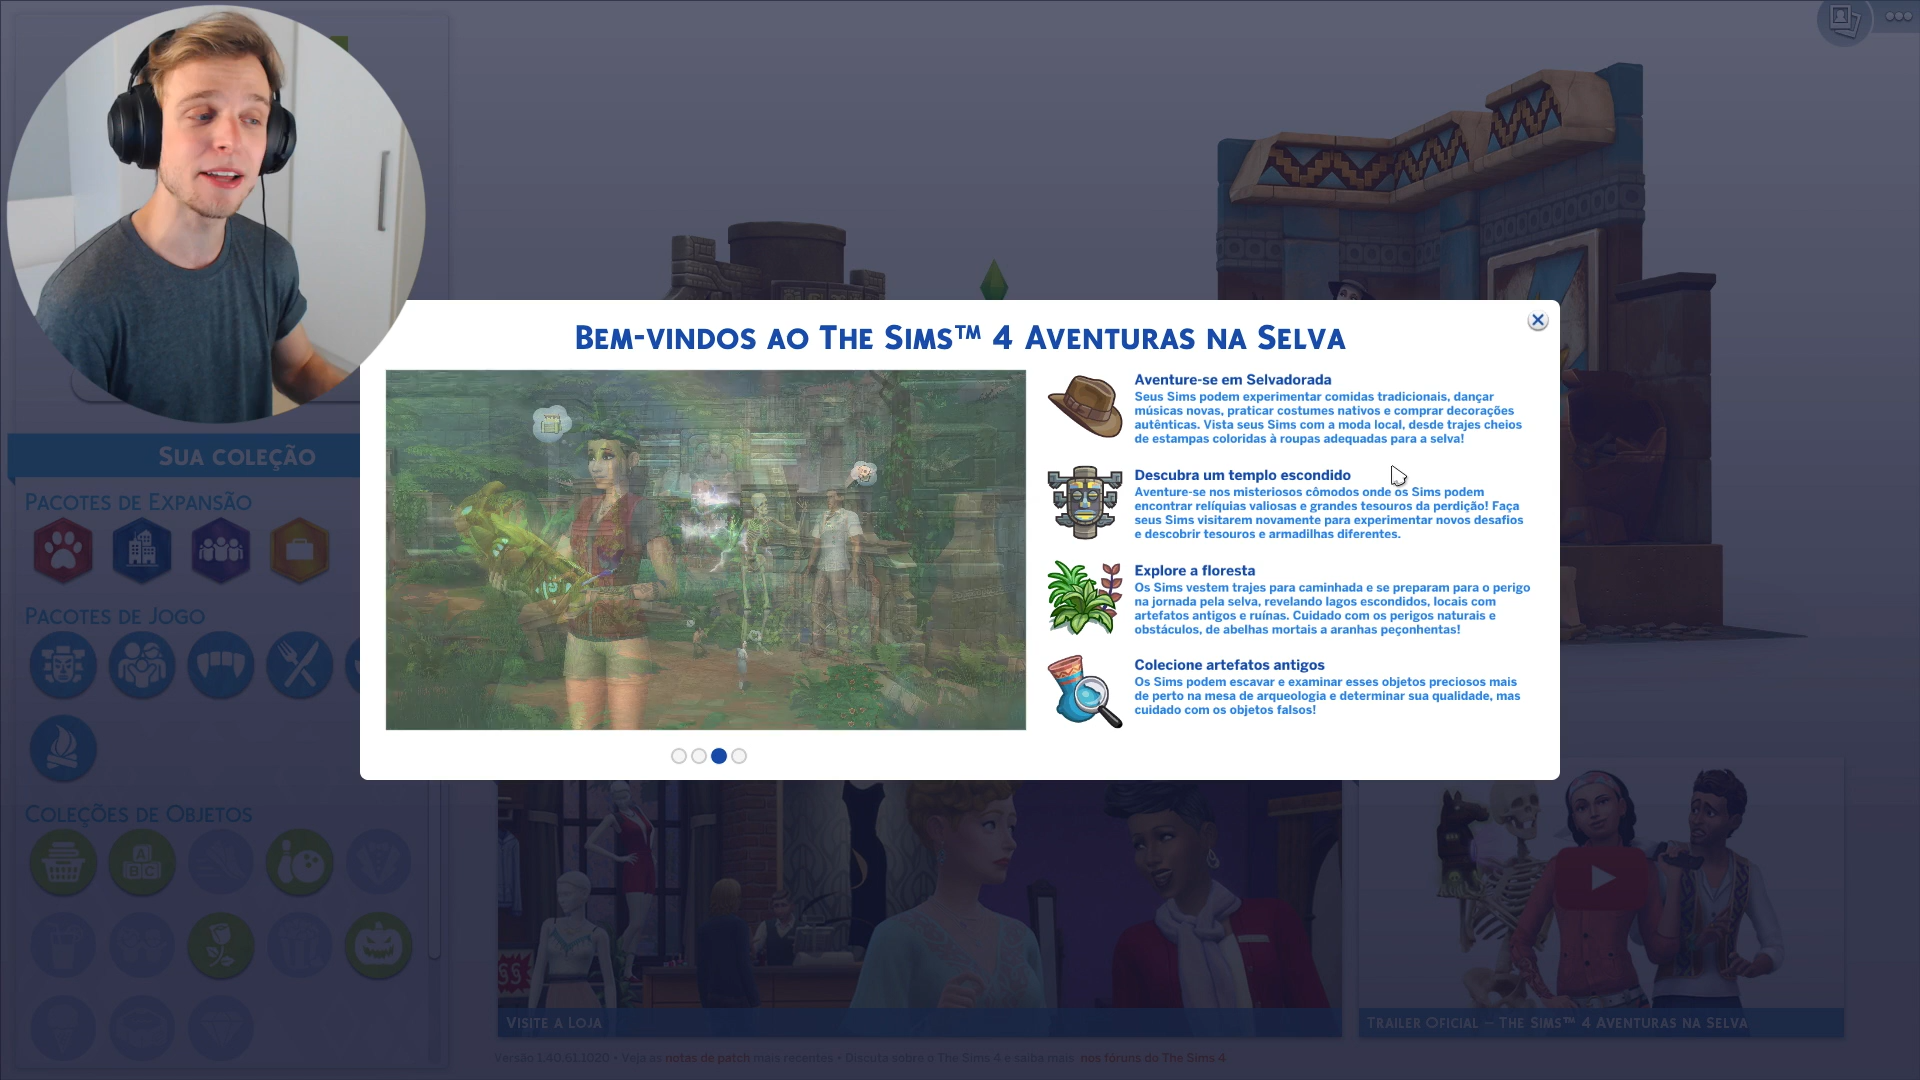 Bem-vindos ao The Sims™ 4 Aventuras na Selva
Aventure-se em Selvadorada
Seus Sims podem experimentar comidas tradicionais, dançar
músicas novas, praticar costumes nativos e comprar decorações
autênticas. Vista seus Sims com a moda local, desde trajes cheios
de estampas coloridas à roupas adequadas para a selva!
Descubra um templo escondido
Aventure-se nos misteriosos cômodos onde os Sims podem
encontrar relíquias valiosas e grandes tesouros da perdição! Faça
seus Sims visitarem novamente para experimentar novos desafios
e descobrir tesouros e armadilhas diferentes.
Explore a floresta
Os Sims vestem trajes para caminhada e se preparam para o perigo
na jornada pela selva, revelando lagos escondidos, locais com
artefatos antigos e ruínas. Cuidado com os perigos naturais e
obstáculos, de abelhas mortais a aranhas peçonhentas!
Colecione artefatos antigos
Os Sims podem escavar e examinar esses objetos preciosos mais
de perto na mesa de arqueologia e determinar sua qualidade, mas
cuidado com os objetos falsos!
Sua coleção
Pacotes de Expansão
Pacotes de Jogo
Coleções de Objetos
A
B C
§§
Visite a Loja
Trailer Oficial – The Sims™ 4 Aventuras na Selva
Versão 1.40.61.1020 • Veja as notas de patch mais recentes • Discuta sobre o The Sims 4 e saiba mais nos fóruns do The Sims 4